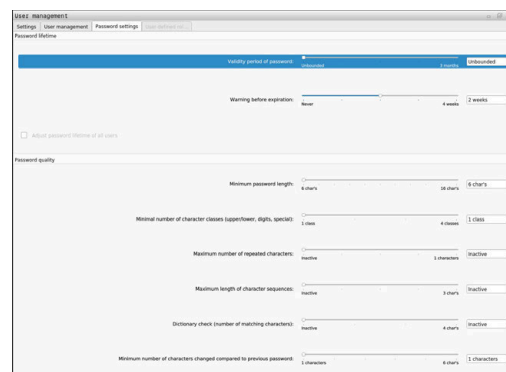 User management
Settings User management Password settings User-defined
Password lifetime
Validity period of password: Unbounded
Unbounded 3 months
Warning before expiration: 2 weeks
Never 4 weeks
Adjust password lifetime of all users
Password quality
Minimum password length: 6 char's
6 char's 16 char's
Minimal number of character classes (upper/lower, digits, special): 1 class
1 class 4 classes
Maximum number of repeated characters: Inactive
Inactive 1 characters
Maximum length of character sequences: Inactive
Inactive 3 char's
Dictionary check (number of matching characters): Inactive
Inactive 4 char's
Minimum number of characters changed compared to previous password: 1 characters
1 characters 6 char's